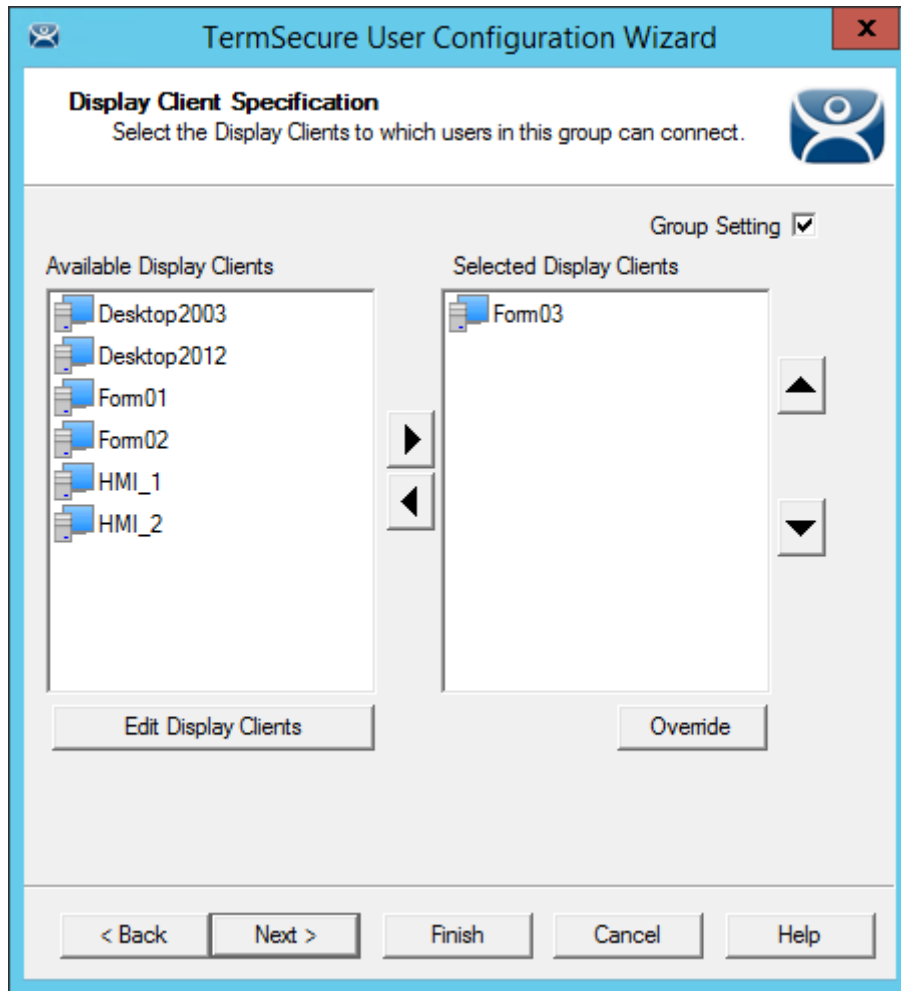 TermSecure User Configuration Wizard
X
Display Client Specification
Select the Display Clients to which users in this group can connect.
Group Setting
Available Display Clients
Selected Display Clients
Desktop2003
Desktop2012
Form01
Form02
HMI_1
HMI_2
Form03
Edit Display Clients
Override
< Back
Next >
Finish
Cancel
Help